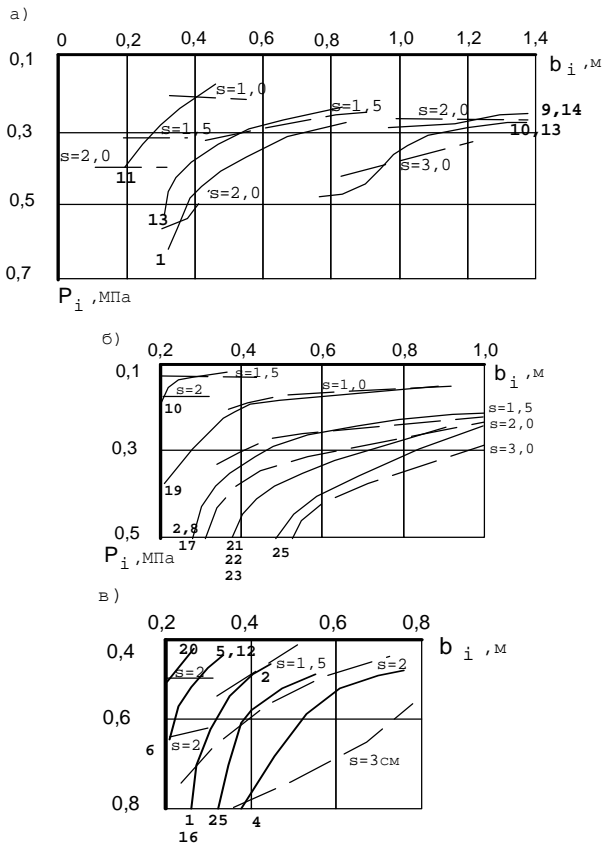 а)
0 0,2 0,4 0,6 0,8 1,0 1,2 1,4
0,1
b i ,м
s=1,0
s=1,5
s=2,0
9,14
0,3
s=1,5
10,13
s=2,0
s=3,0
11
s=2,0
0,5
13
1
0,7
P i ,МПа
б)
0,2 0,4 0,6 1,0
0,1
s=1,5
b i ,м
s=2
s=1,0
10
s=1,5
s=2,0
0,3
s=3,0
19
2,8
0,5
17 21 25
P i ,МПа
22
23
в)
0,2 0,4 0,6 0,8
0,4
20 5,12
b i ,м
s=2
2
s=1,5
s=2
0,6
6
s=2
s=3см
0,8
1 25 4
16